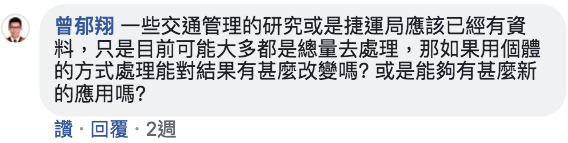 曾郁翔 一些交通管理的研究或是捷運局應該已經有資
料，只是目前可能大多都是總量去處理，那如果用個體
的方式處理能對結果有甚麼改變嗎? 或是能夠有甚麼新
的應用嗎?
讚 · 回覆 · 2週